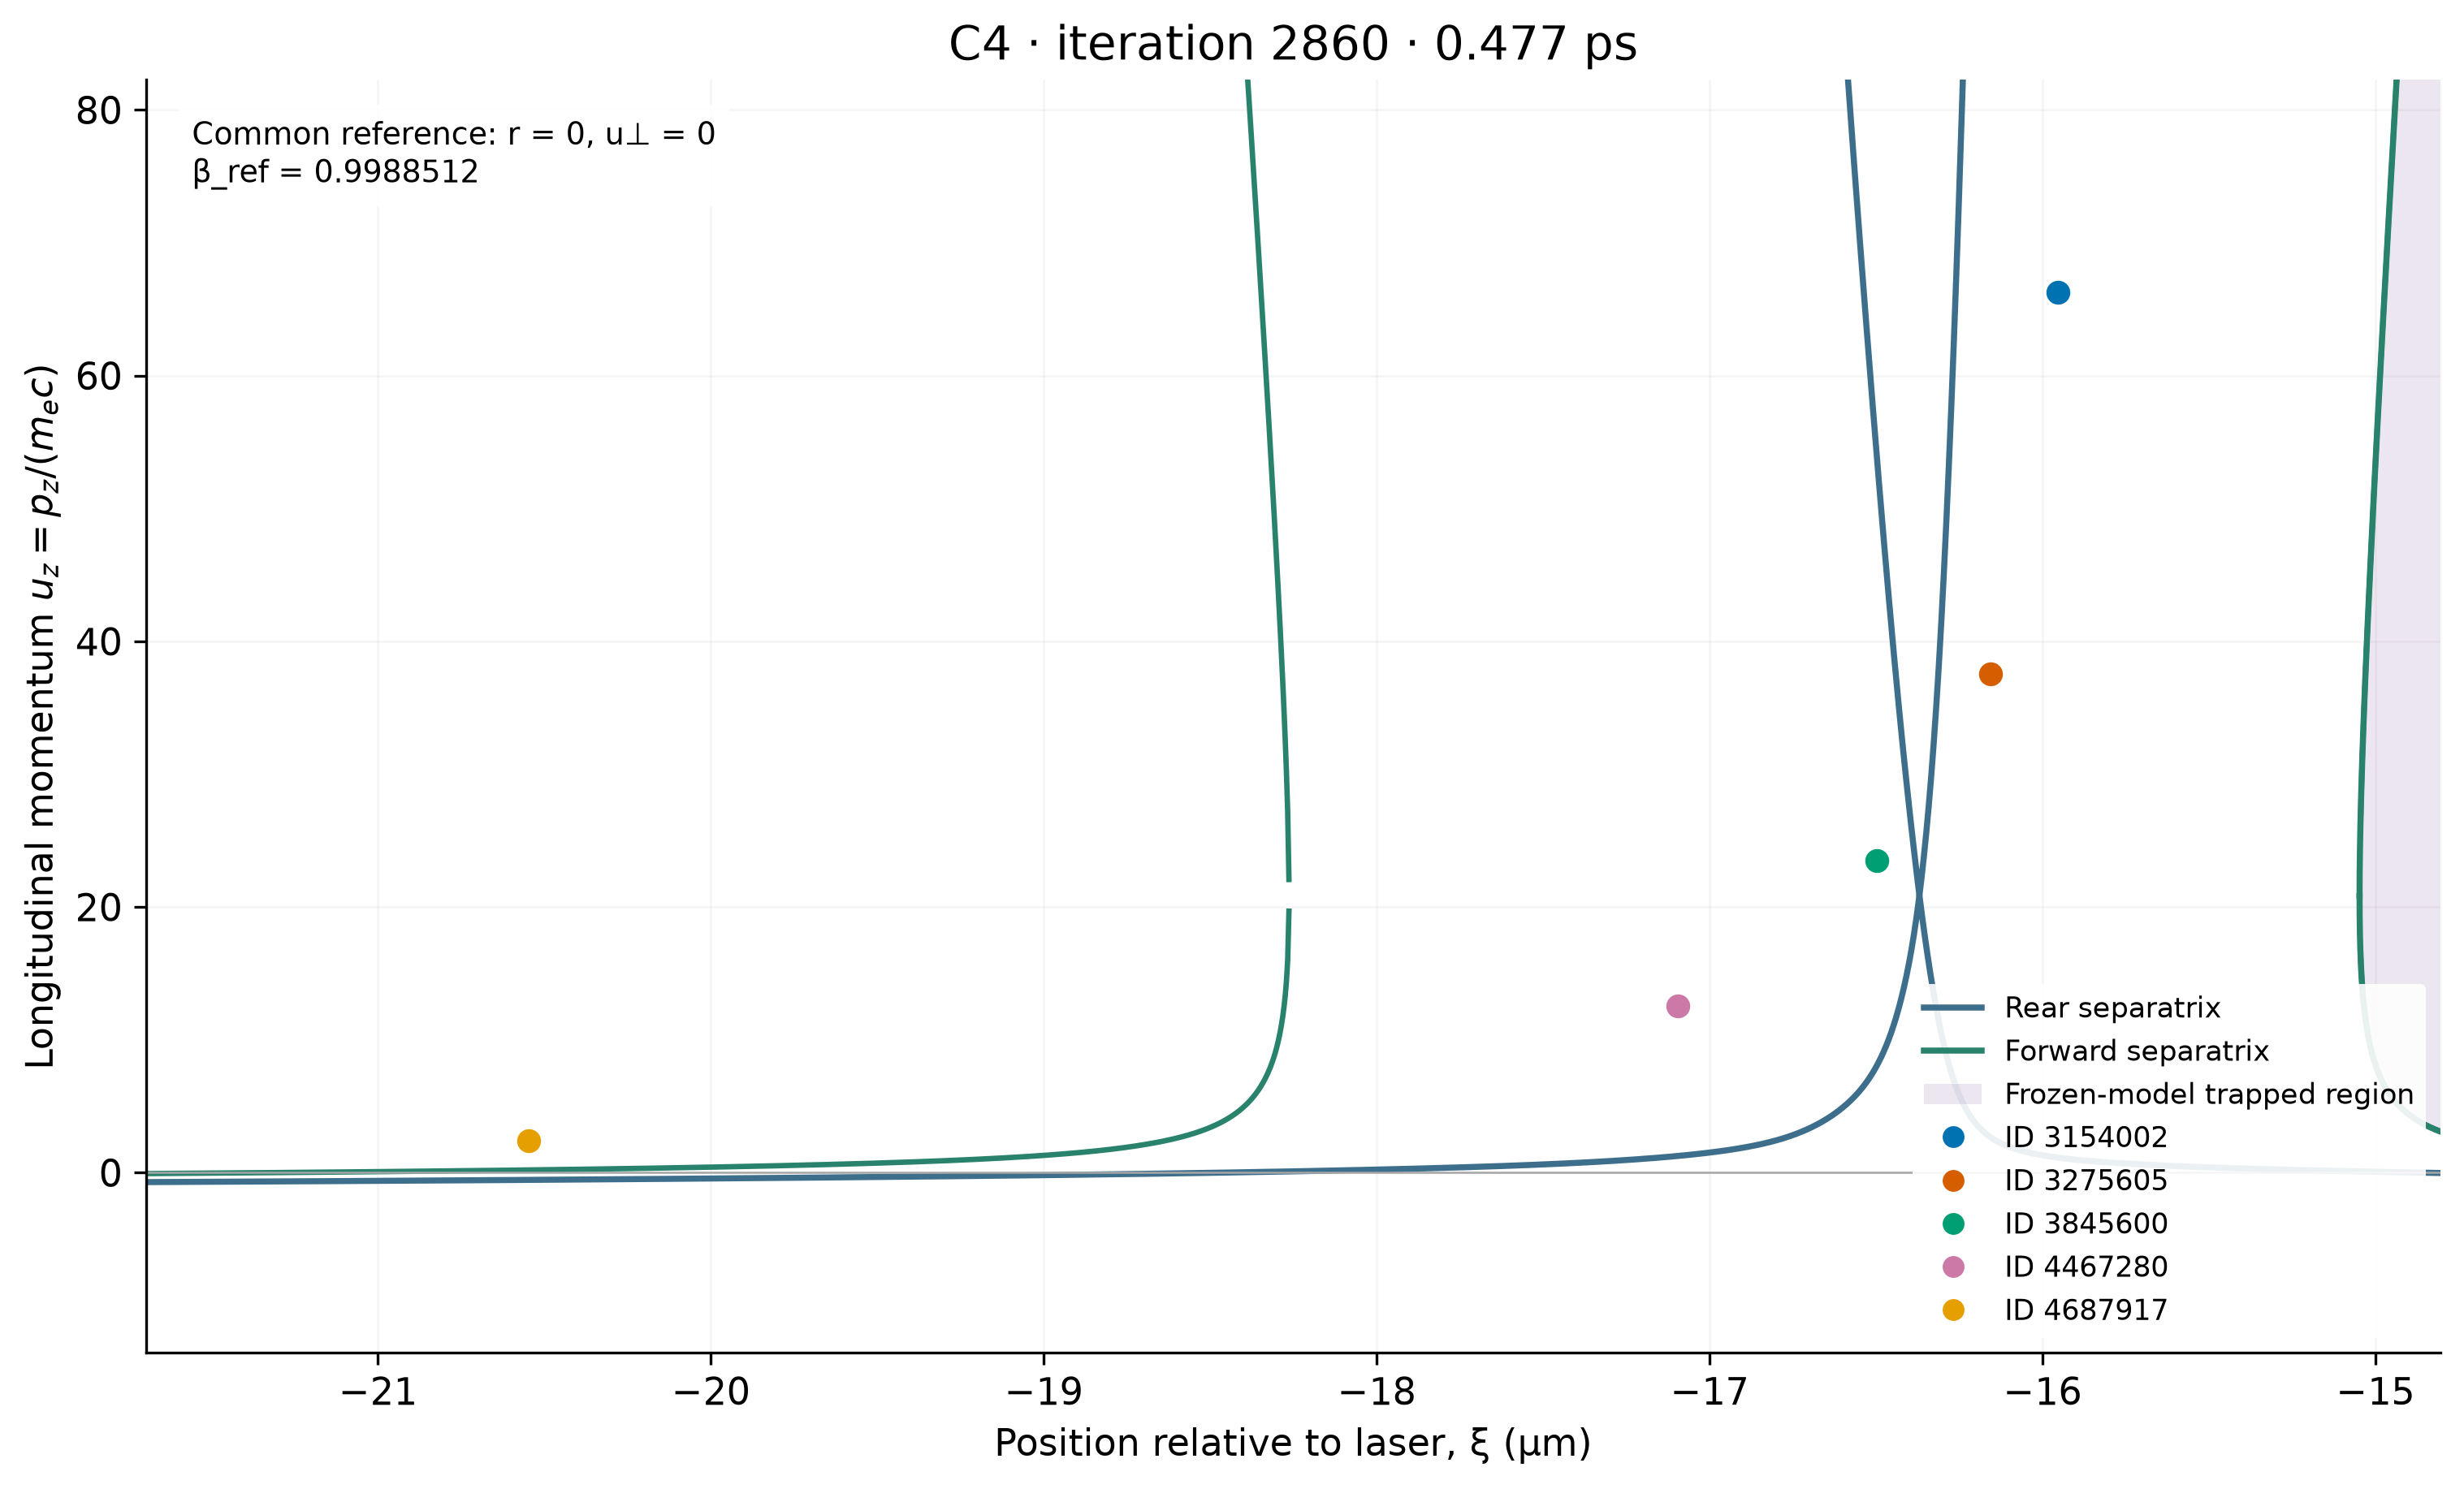 C4 · iteration 2860 · 0.477 ps
Common reference: r = 0, u⊥ = 0
β_ref = 0.9988512
Longitudinal momentum u_z = p_z/(m_e c)
80
60
40
20
0
Rear separatrix
Forward separatrix
Frozen-model trapped region
ID 3154002
ID 3275605
ID 3845600
ID 4467280
ID 4687917
−21
−20
−19
−18
−17
−16
−15
Position relative to laser, ξ (μm)